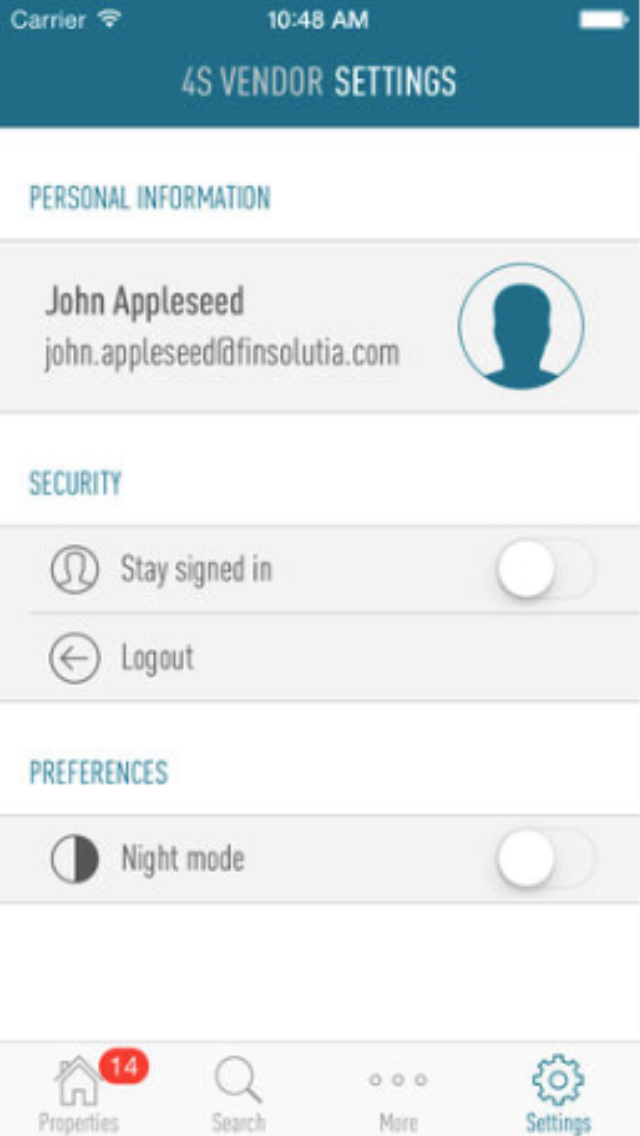 Carrier 10:48 AM
4S VENDOR SETTINGS
PERSONAL INFORMATION
John Appleseed
john.appleseed@finsolutia.com
SECURITY
Stay signed in
Logout
PREFERENCES
Night mode
14
Properties Search More Settings